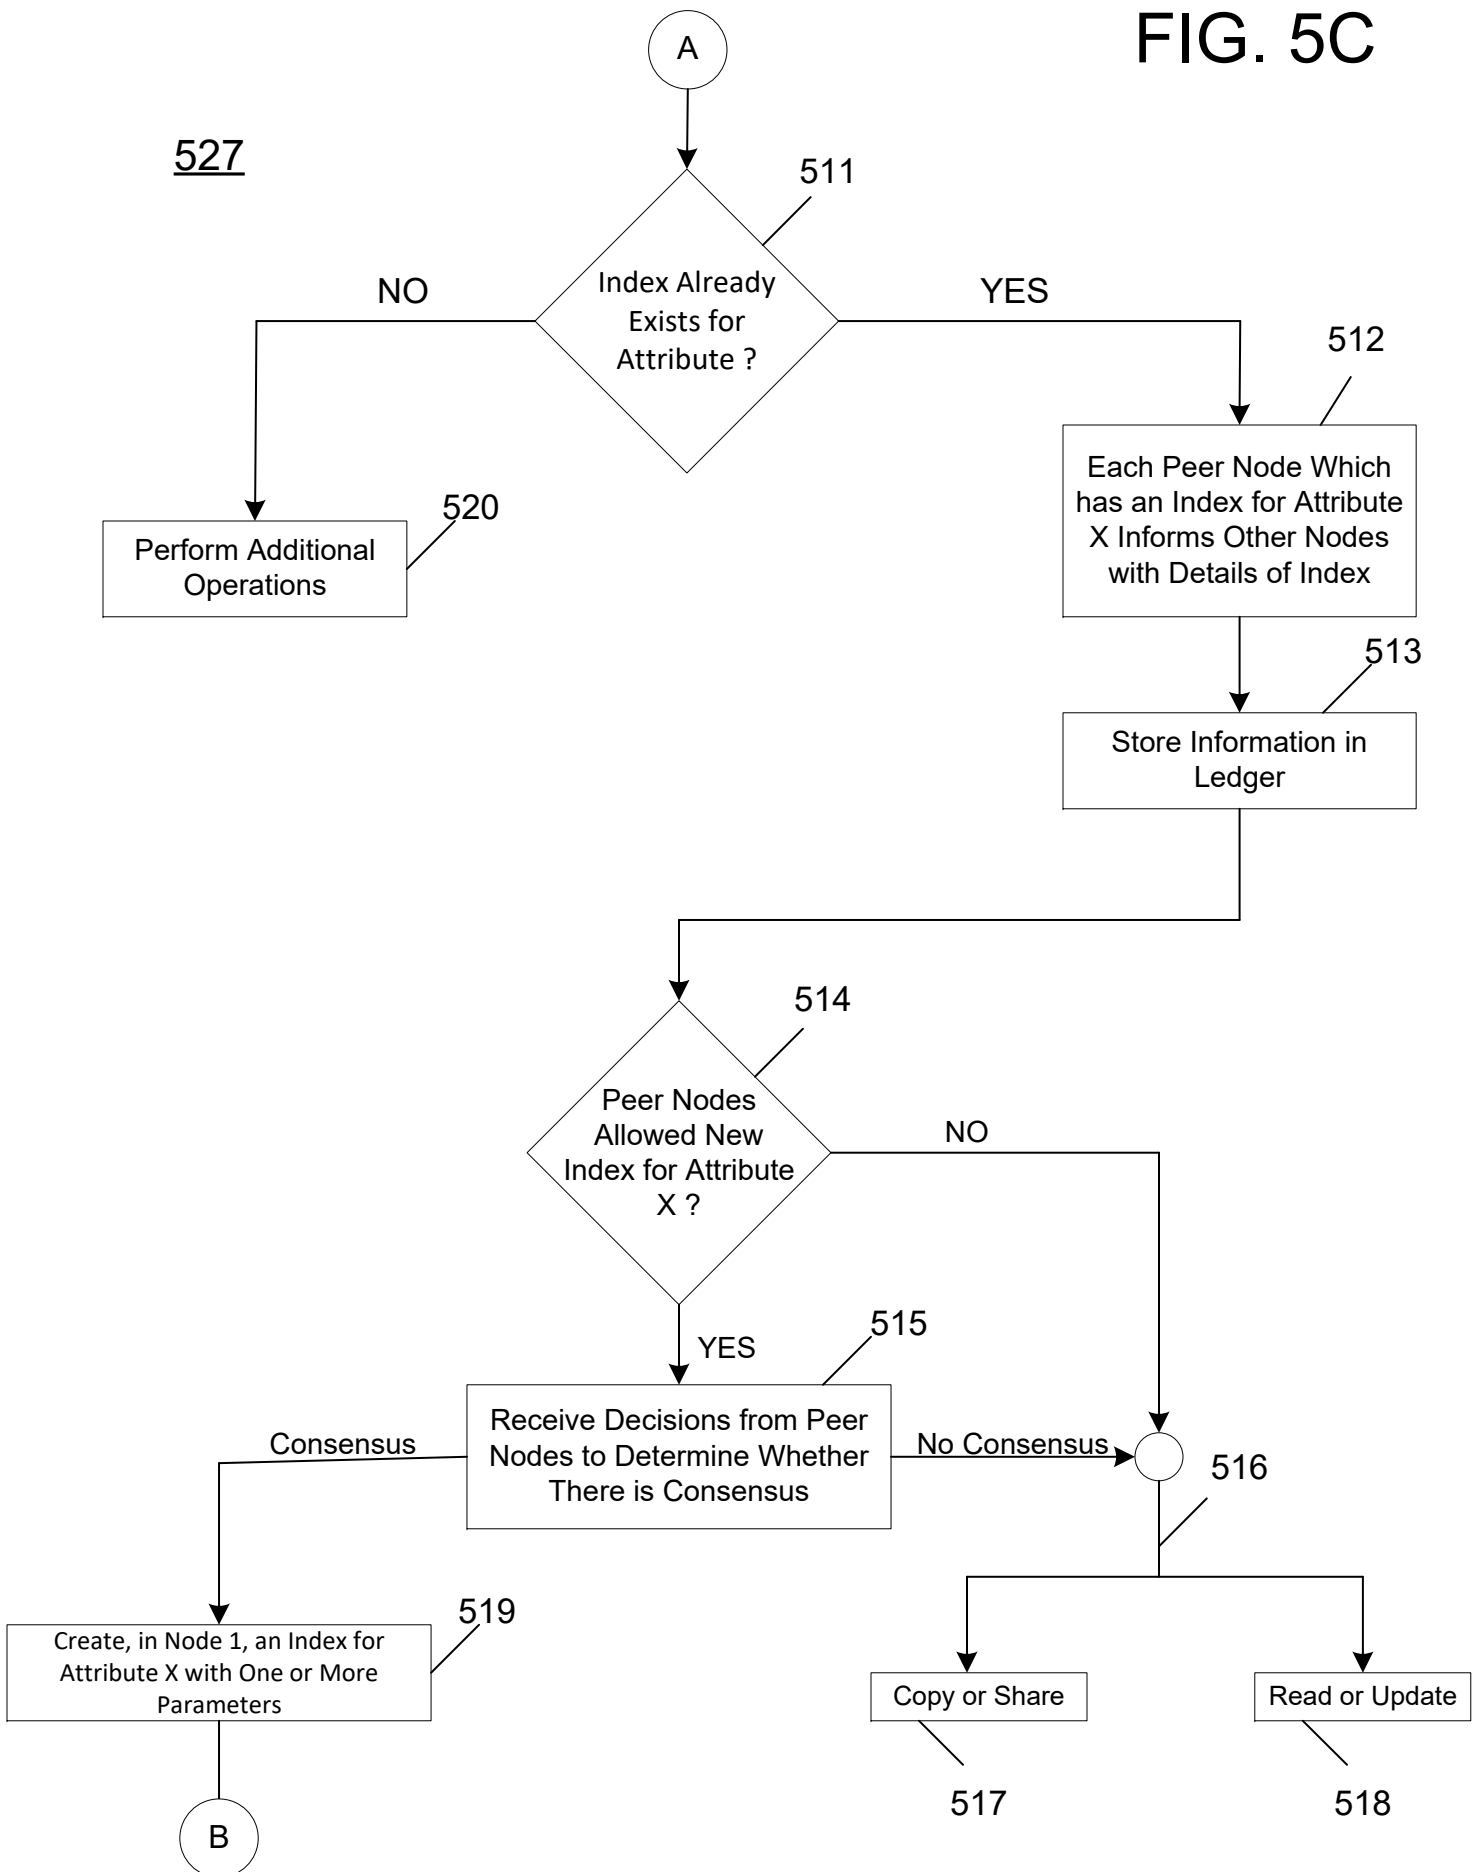 FIG. 5C
A
527
511
Index Already
Exists for
Attribute ?
NO
YES
512
Each Peer Node Which
has an Index for Attribute
X Informs Other Nodes
with Details of Index
520
Perform Additional
Operations
513
Store Information in
Ledger
514
Peer Nodes
Allowed New
Index for Attribute
X ?
NO
YES
515
Receive Decisions from Peer
Nodes to Determine Whether
There is Consensus
Consensus
No Consensus
516
519
Create, in Node 1, an Index for
Attribute X with One or More
Parameters
Copy or Share
Read or Update
517
518
B